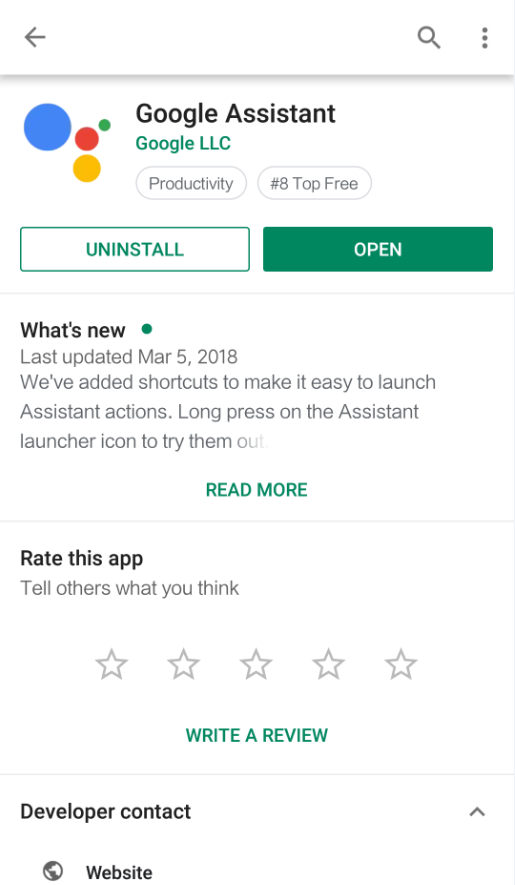 Google Assistant
Google LLC
Productivity
#8 Top Free
UNINSTALL
OPEN
What's new
Last updated Mar 5, 2018
We've added shortcuts to make it easy to launch
Assistant actions. Long press on the Assistant
launcher icon to try them out.
READ MORE
Rate this app
Tell others what you think
WRITE A REVIEW
Developer contact
Website